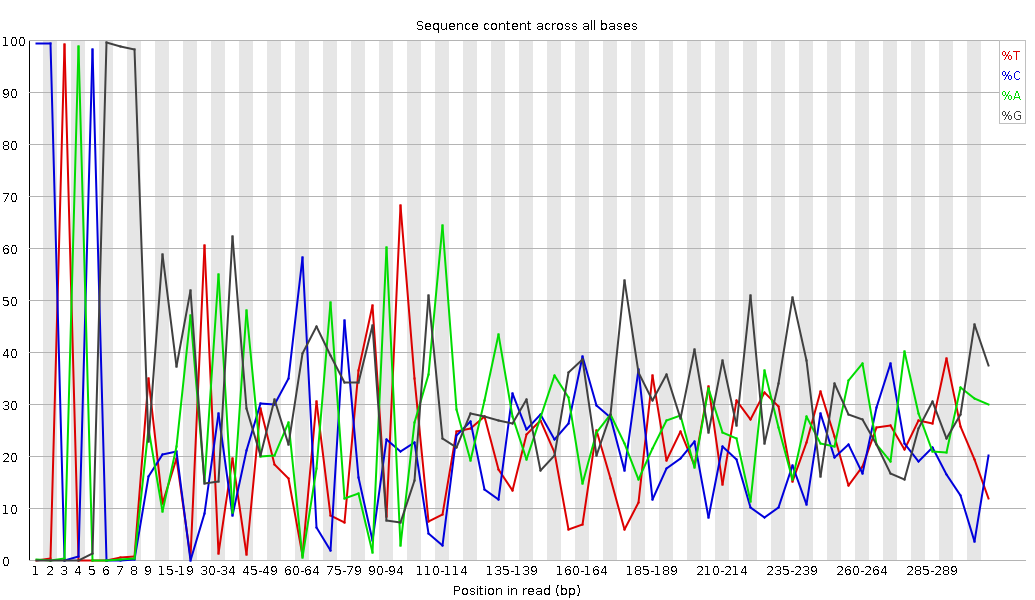 Sequence content across all bases
100
90
80
70
60
50
40
30
20
10
0
%T
%C
%A
%G
1 2 3 4 5 6 7 8 9 15-19 30-34 45-49 60-64 75-79 90-94 110-114 135-139 160-164 185-189 210-214 235-239 260-264 285-289
Position in read (bp)